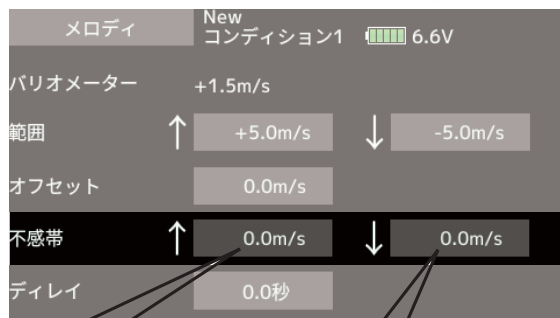 メロディ
New
コンディション1 6.6V
バリオメーター +1.5m/s
範囲 ↑ +5.0m/s ↓ -5.0m/s
オフセット 0.0m/s
不感帯 ↑ 0.0m/s ↓ 0.0m/s
ディレイ 0.0秒